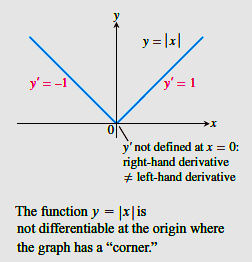 y
y = |x|
y′ = −1
y′ = 1
x
0
y′ not defined at x = 0:
right-hand derivative
≠ left-hand derivative
The function y = |x| is
not differentiable at the origin where
the graph has a “corner.”